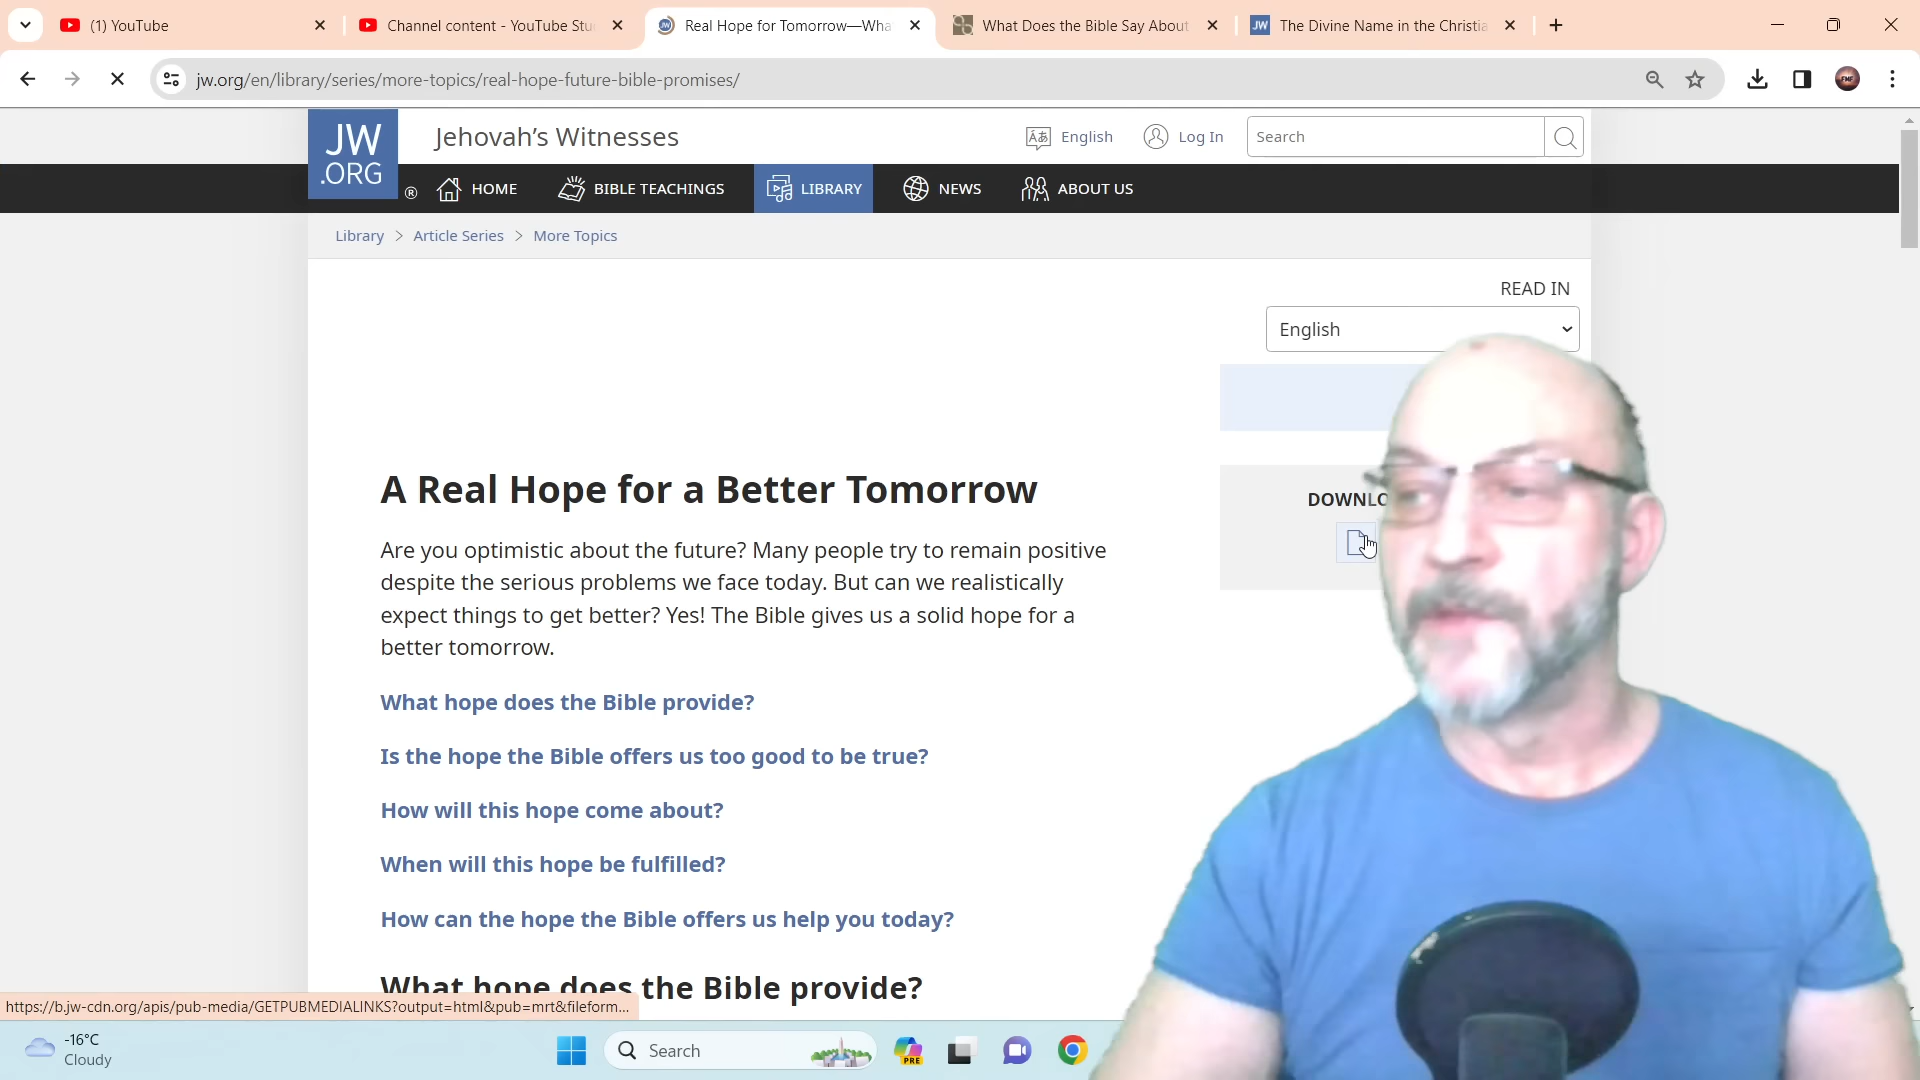 (1) YouTube
Channel content - YouTube Stu
Real Hope for Tomorrow—Wha
What Does the Bible Say About
The Divine Name in the Christia
jw.org/en/library/series/more-topics/real-hope-future-bible-promises/
JW
.ORG
®
Jehovah’s Witnesses
English
Log In
Search
HOME
BIBLE TEACHINGS
LIBRARY
NEWS
ABOUT US
Library > Article Series > More Topics
READ IN
English
A Real Hope for a Better Tomorrow
DOWNLO
Are you optimistic about the future? Many people try to remain positive
despite the serious problems we face today. But can we realistically
expect things to get better? Yes! The Bible gives us a solid hope for a
better tomorrow.
What hope does the Bible provide?
Is the hope the Bible offers us too good to be true?
How will this hope come about?
When will this hope be fulfilled?
How can the hope the Bible offers us help you today?
What hope does the Bible provide?
https://b.jw-cdn.org/apis/pub-media/GETPUBMEDIALINKS?output=html&pub=mrt&fileform...
-16°C
Cloudy
Search
PRE